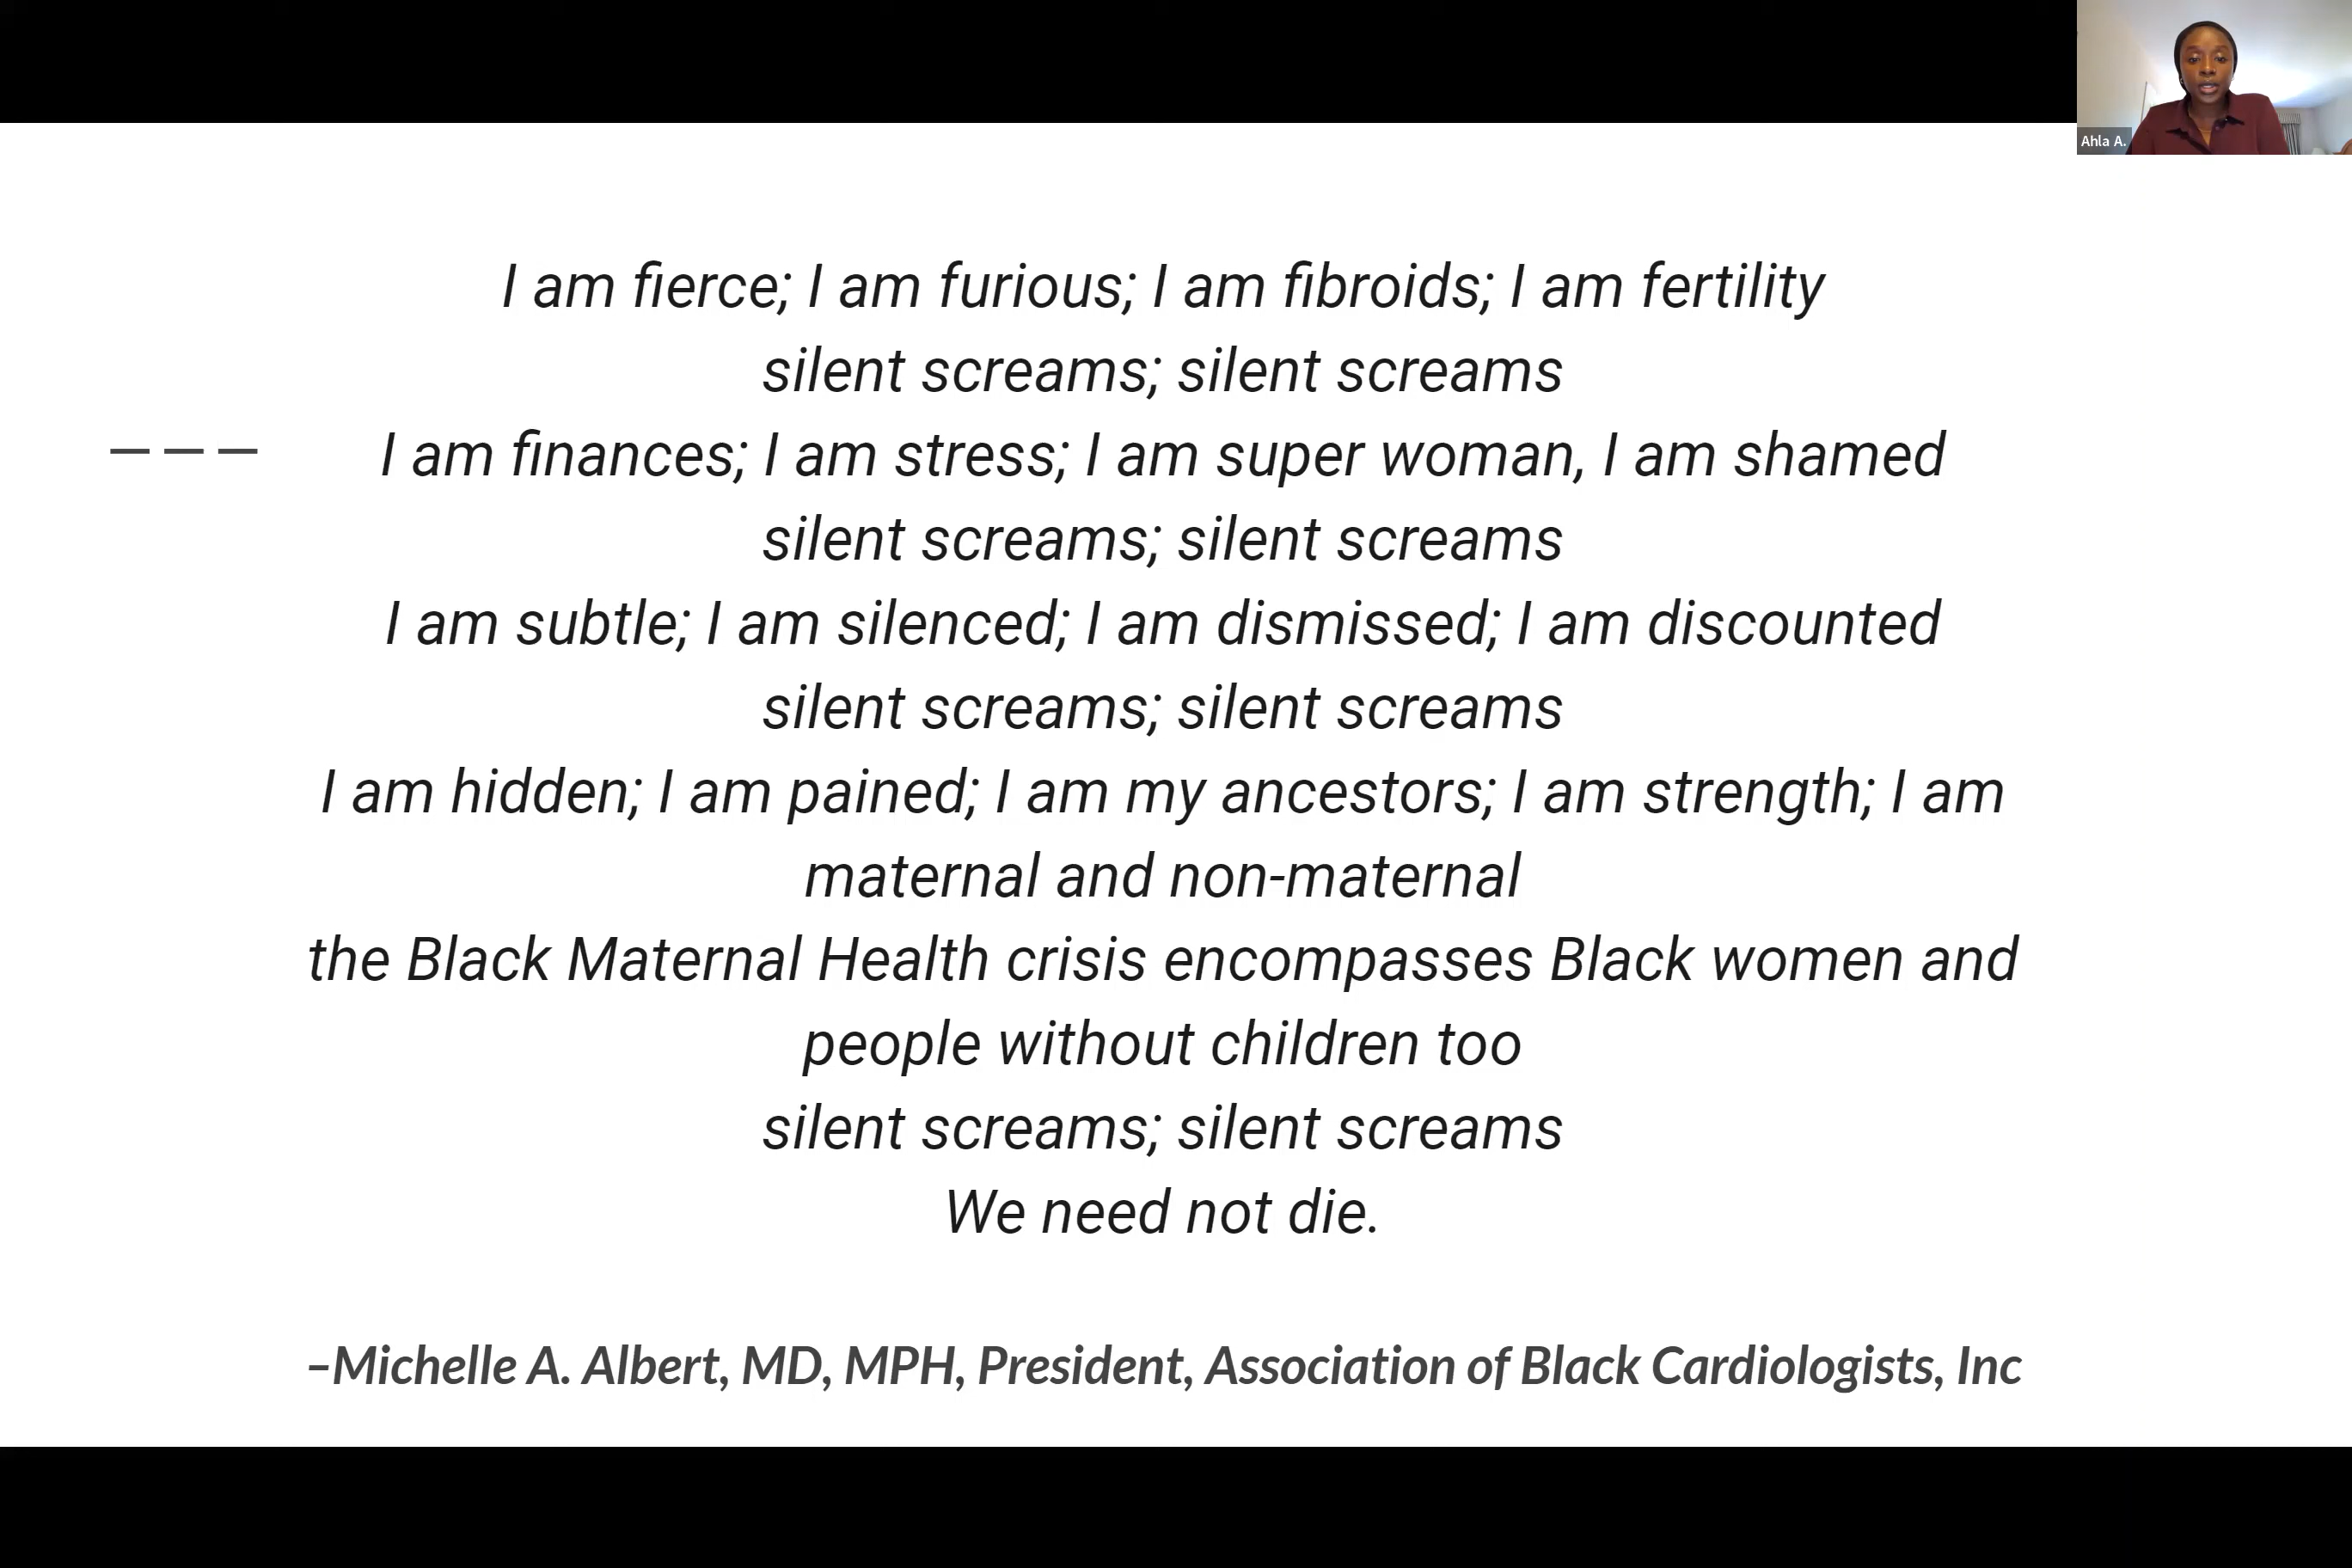 Ahla A.
I am fierce; I am furious; I am fibroids; I am fertility
silent screams; silent screams
I am finances; I am stress; I am super woman, I am shamed
silent screams; silent screams
I am subtle; I am silenced; I am dismissed; I am discounted
silent screams; silent screams
I am hidden; I am pained; I am my ancestors; I am strength; I am
maternal and non-maternal
the Black Maternal Health crisis encompasses Black women and
people without children too
silent screams; silent screams
We need not die.
–Michelle A. Albert, MD, MPH, President, Association of Black Cardiologists, Inc